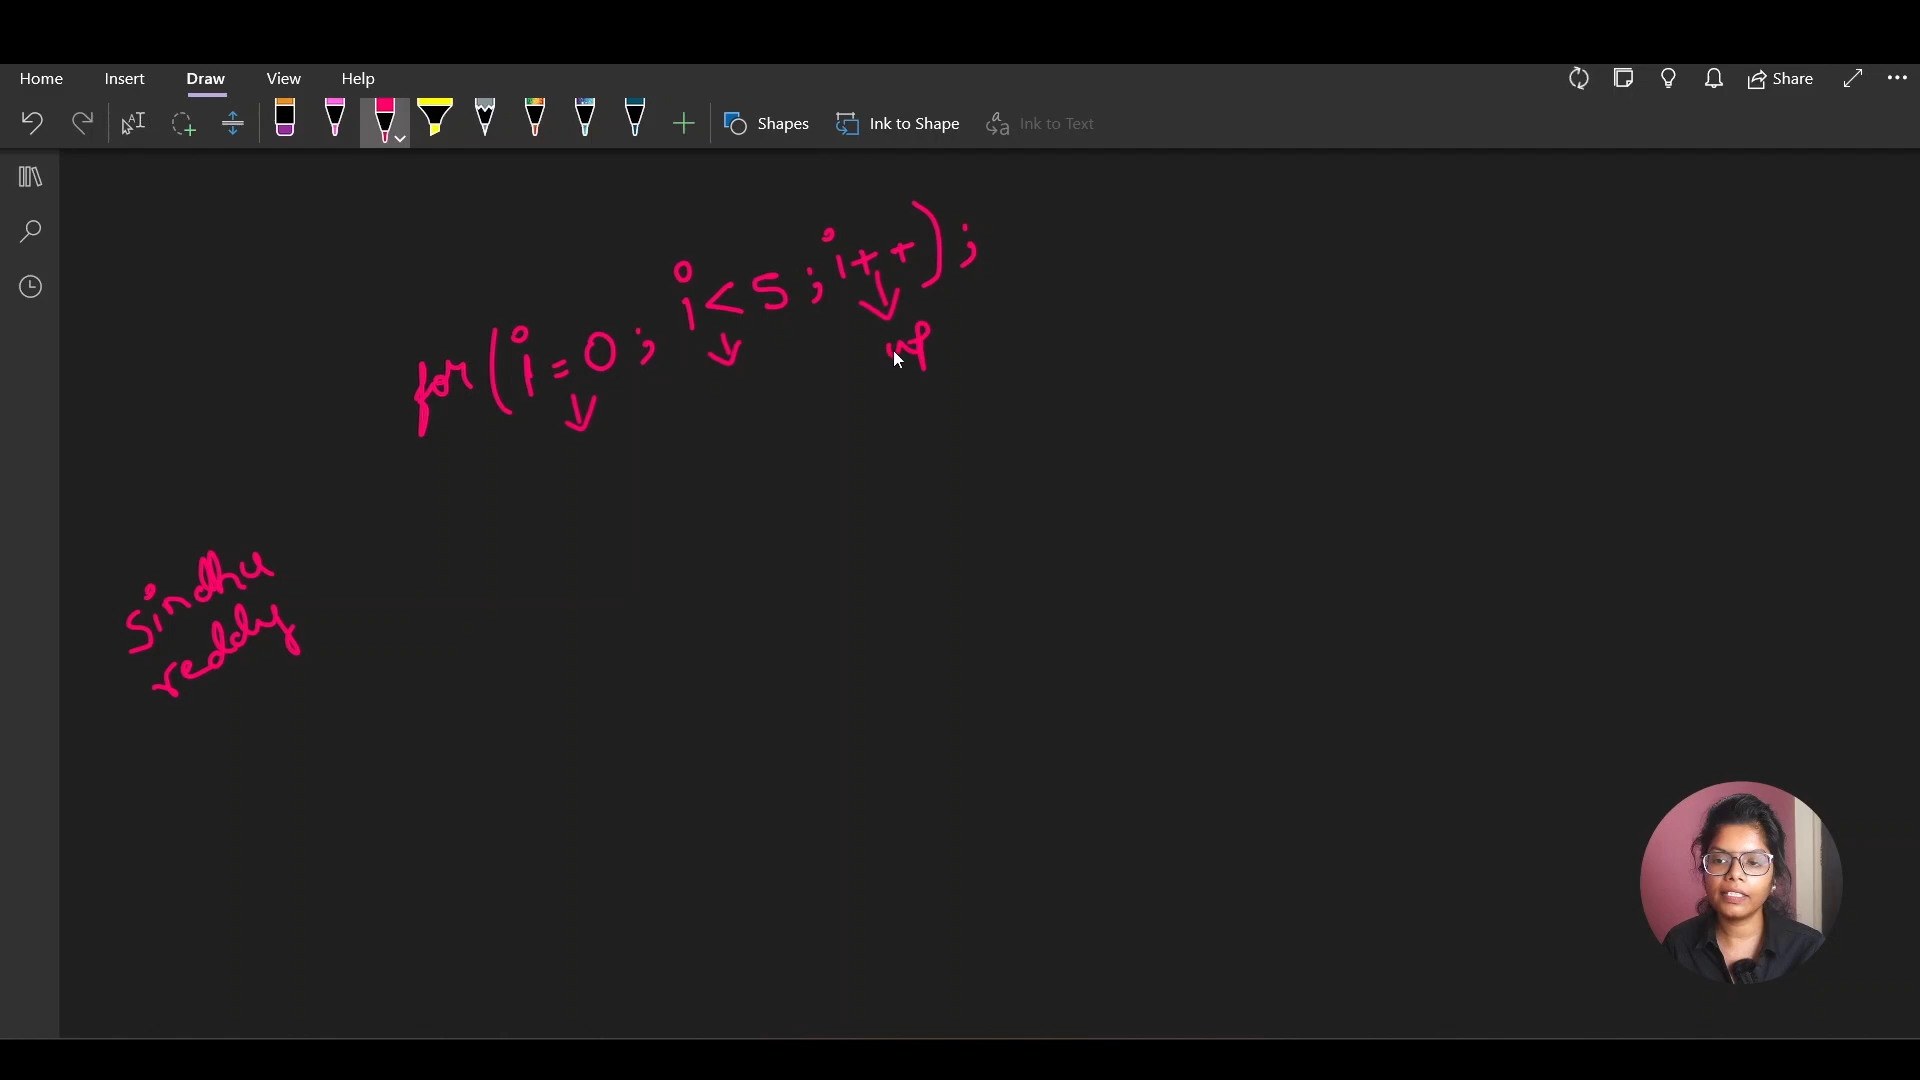 Home Insert Draw View Help Share
Shapes Ink to Shape Ink to Text
for(i=0; i<5; i++);
Sindhu
reddy